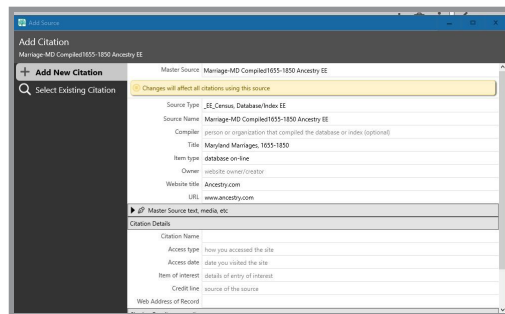 Add Source
Add Citation
Marriage-MD Compiled1655-1850 Ancestry EE
Add New Citation
Select Existing Citation
Master Source Marriage-MD Compiled1655-1850 Ancestry EE
Changes will affect all citations using this source
Source Type _EE_Census, Database/Index EE
Source Name Marriage-MD Compiled1655-1850 Ancestry EE
Compiler person or organization that compiled the database or index (optional)
Title Maryland Marriages, 1655-1850
Item type database on-line
Owner website owner/creator
Website title Ancestry.com
URL www.ancestry.com
Master Source text, media, etc
Citation Details
Citation Name
Access type how you accessed the site
Access date date you visited the site
Item of interest details of entry of interest
Credit line source of the source
Web Address of Record